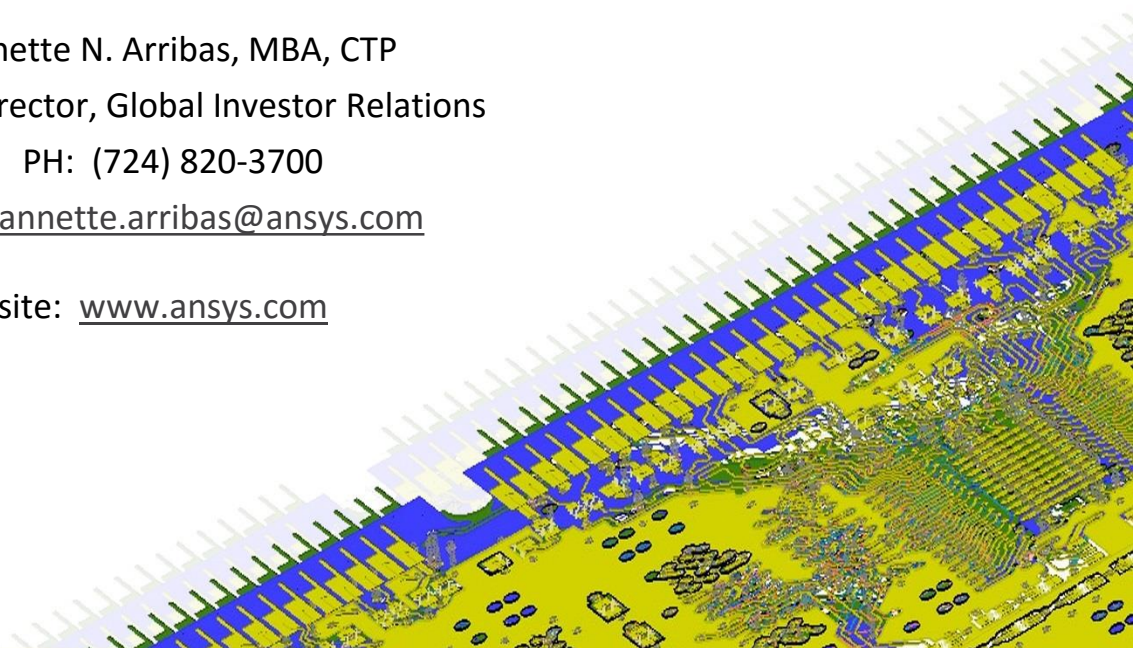 nette N. Arribas, MBA, CTP
rector, Global Investor Relations
PH: (724) 820-3700
annette.arribas@ansys.com
site: www.ansys.com